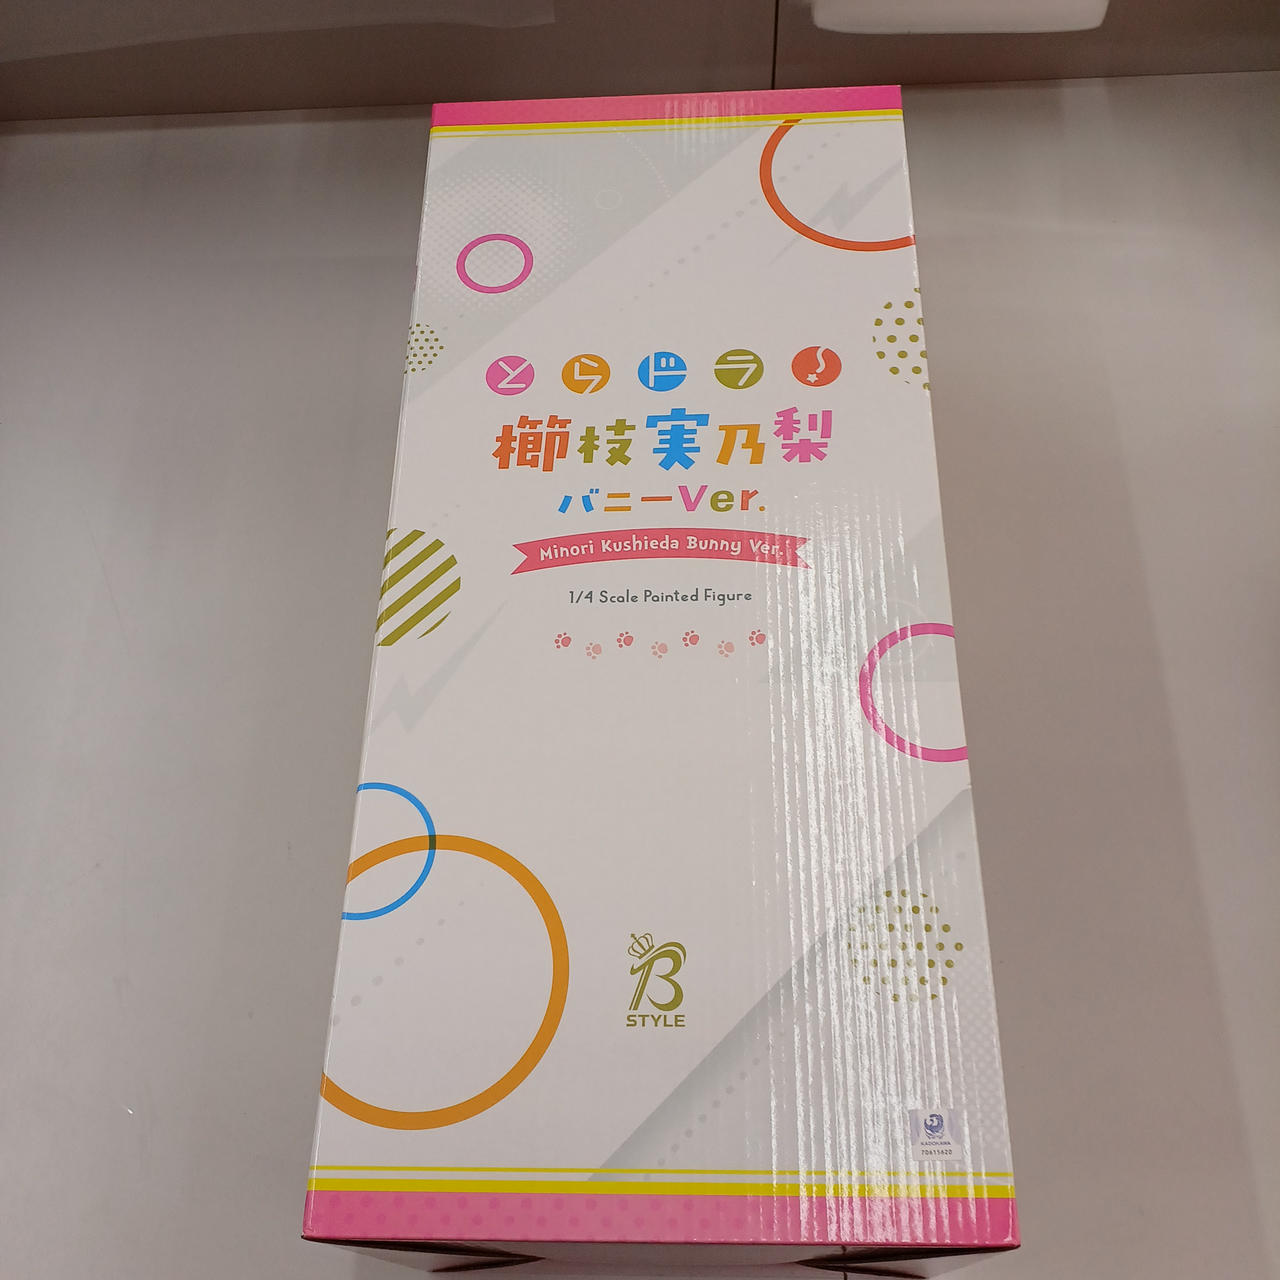 とらドラ!
櫛枝実乃梨
バニーVer.
Minori Kushieda Bunny Ver.
1/4 Scale Painted Figure
B
STYLE
KADOKAWA
70615620